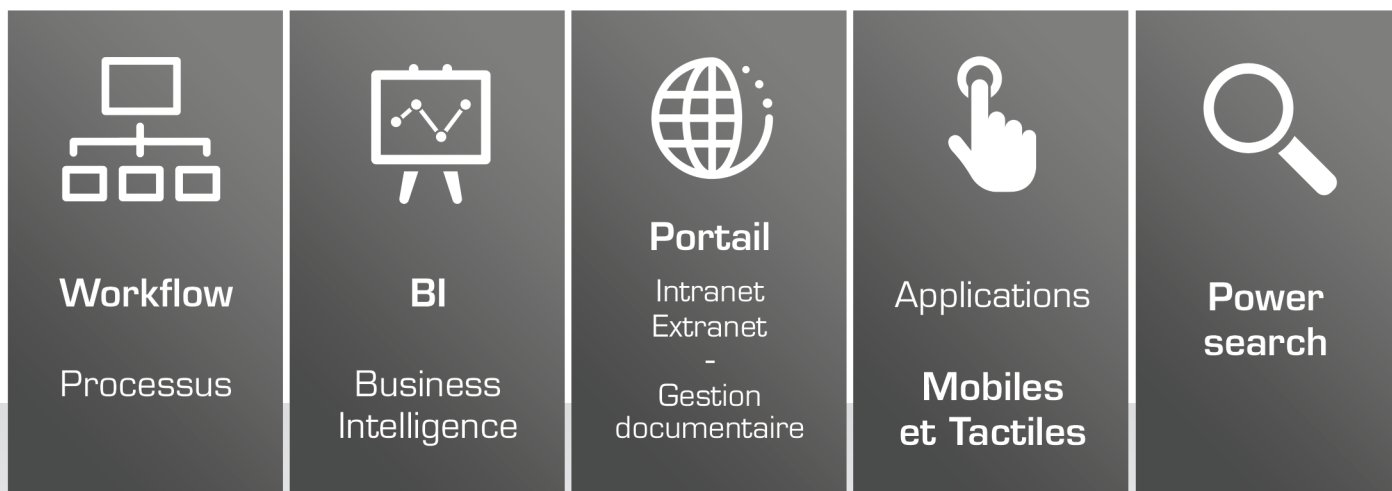 Workflow
Processus
BI
Business
Intelligence
Portail
Intranet
Extranet
-
Gestion
documentaire
Applications
Mobiles
et Tactiles
Power
search